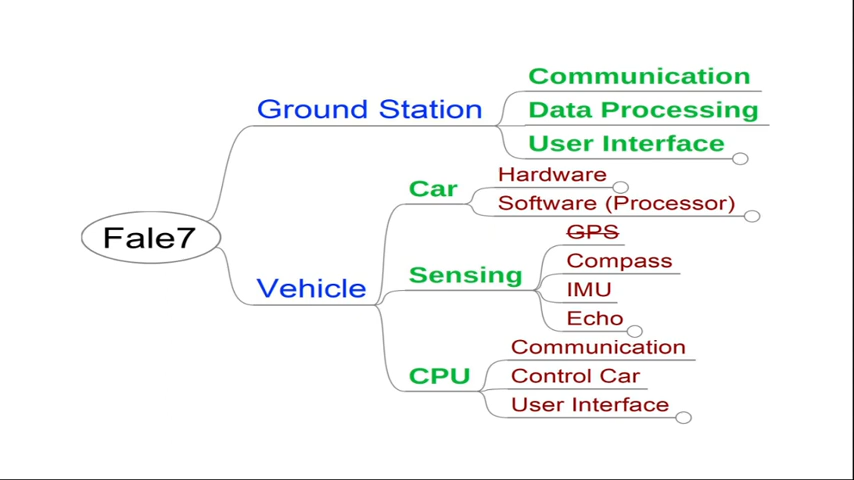 Fale7
Ground Station
Communication
Data Processing
User Interface
Vehicle
Car
Hardware
Software (Processor)
Sensing
GPS
Compass
IMU
Echo
CPU
Communication
Control Car
User Interface